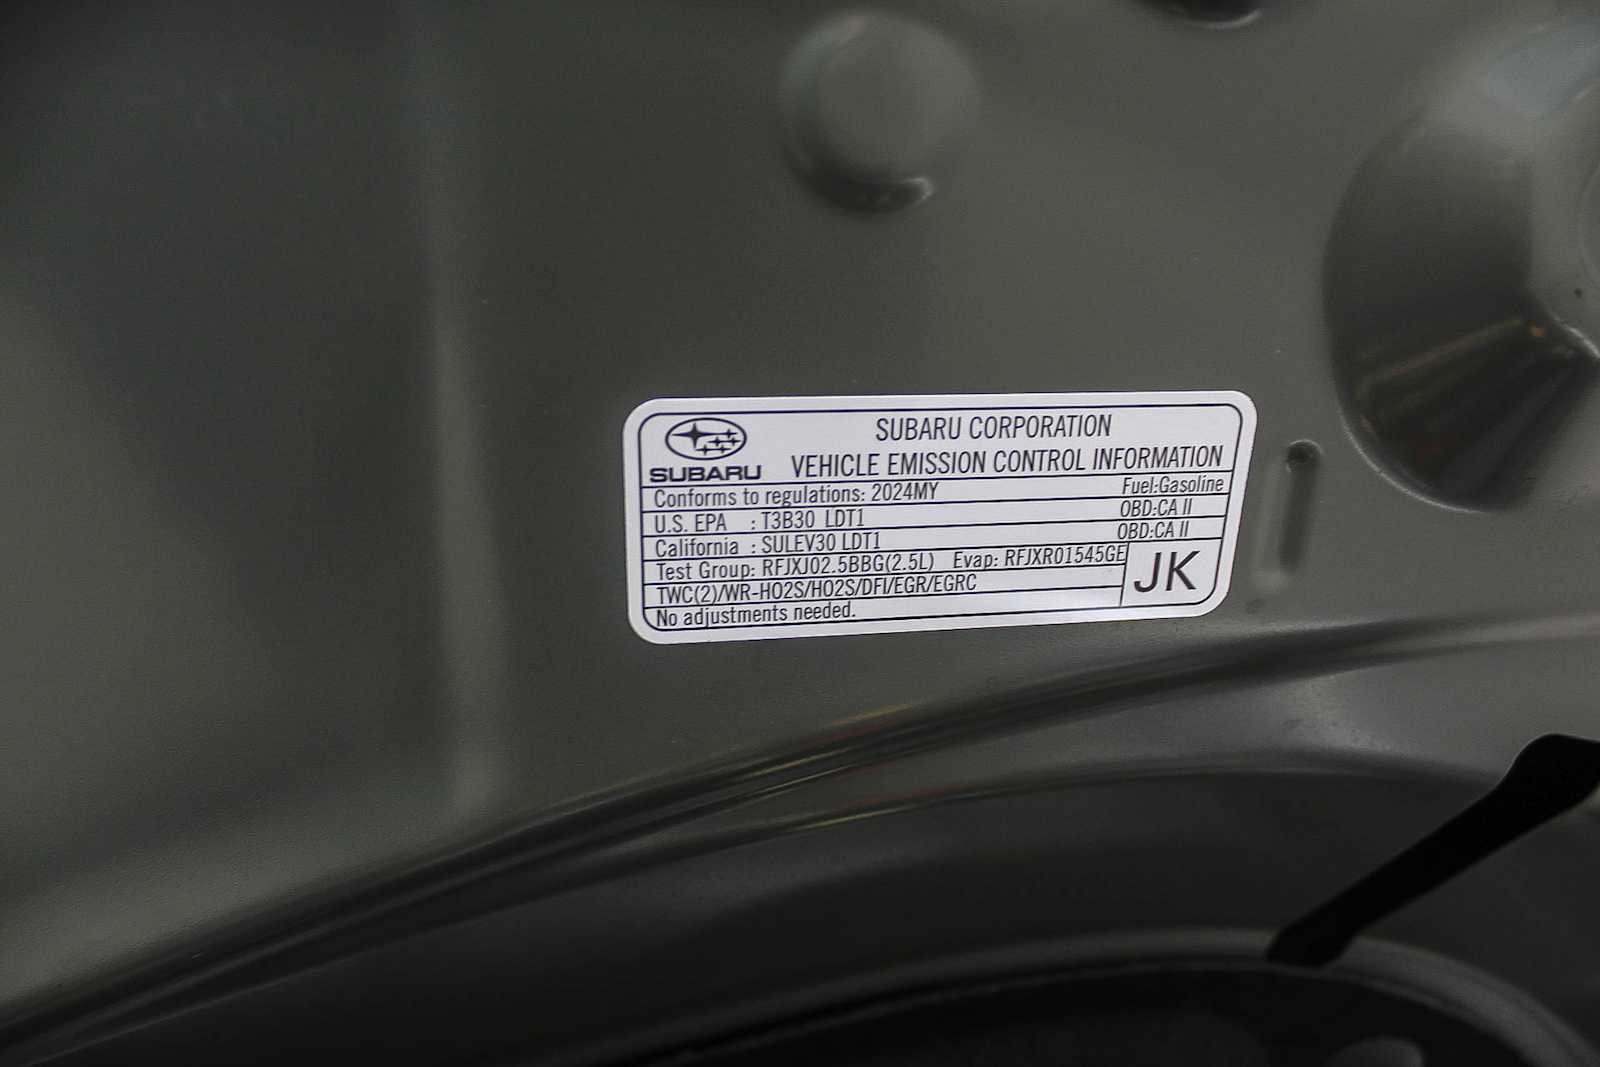 SUBARU
SUBARU CORPORATION
VEHICLE EMISSION CONTROL INFORMATION
Conforms to regulations: 2024MY Fuel:Gasoline
U.S. EPA : T3B30 LDT1 OBD:CA II
California : SULEV30 LDT1 OBD:CA II
Test Group: RFJXJ02.5BBG(2.5L) Evap: RFJXR01545GE
TWC(2)/WR-HO2S/HO2S/DFI/EGR/EGRC
No adjustments needed.
JK